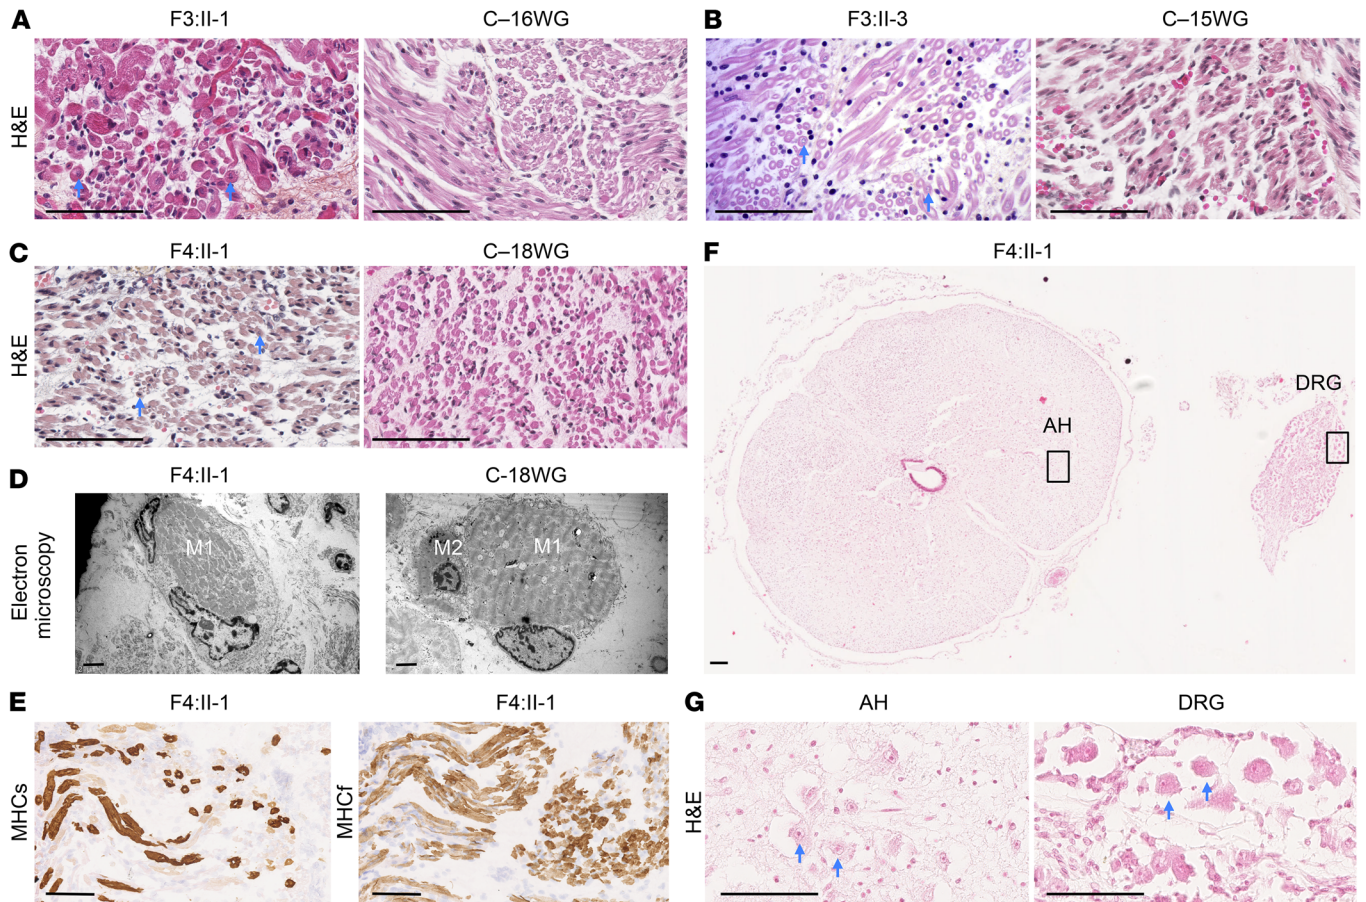 A
F3:II-1
C–16WG
H&E
B
F3:II-3
C–15WG
C
F4:II-1
C–18WG
H&E
D
F4:II-1
C-18WG
Electron
microscopy
M1
M2
M1
E
F4:II-1
F4:II-1
MHCs
MHCf
F
F4:II-1
AH
DRG
G
AH
DRG
H&E